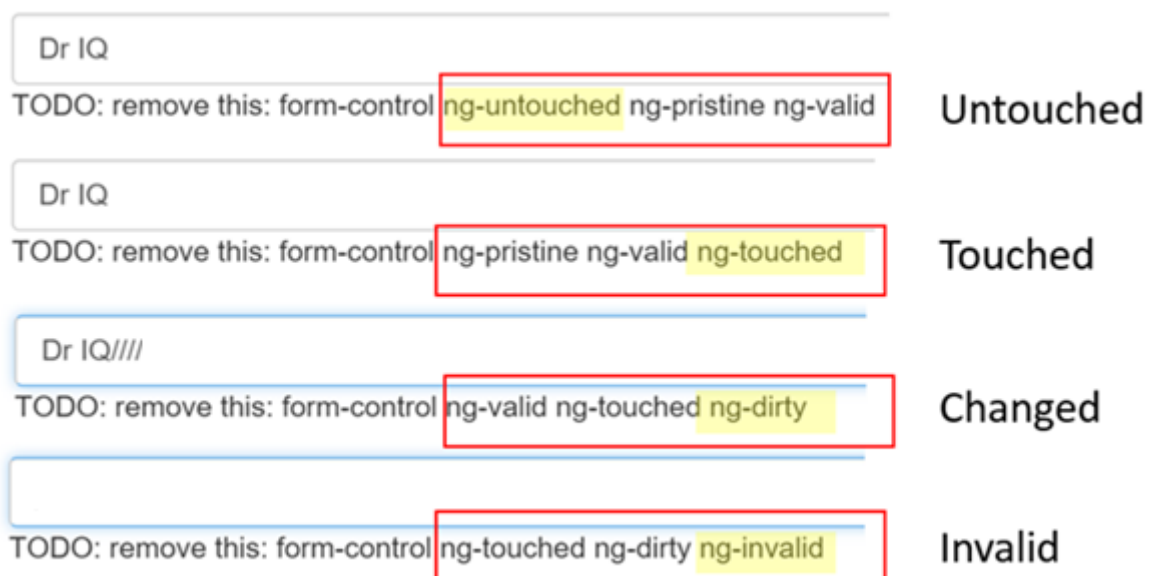 Dr IQ
TODO: remove this: form-control ng-untouched ng-pristine ng-valid
Untouched
Dr IQ
TODO: remove this: form-control ng-pristine ng-valid ng-touched
Touched
Dr IQ////
TODO: remove this: form-control ng-valid ng-touched ng-dirty
Changed
TODO: remove this: form-control ng-touched ng-dirty ng-invalid
Invalid